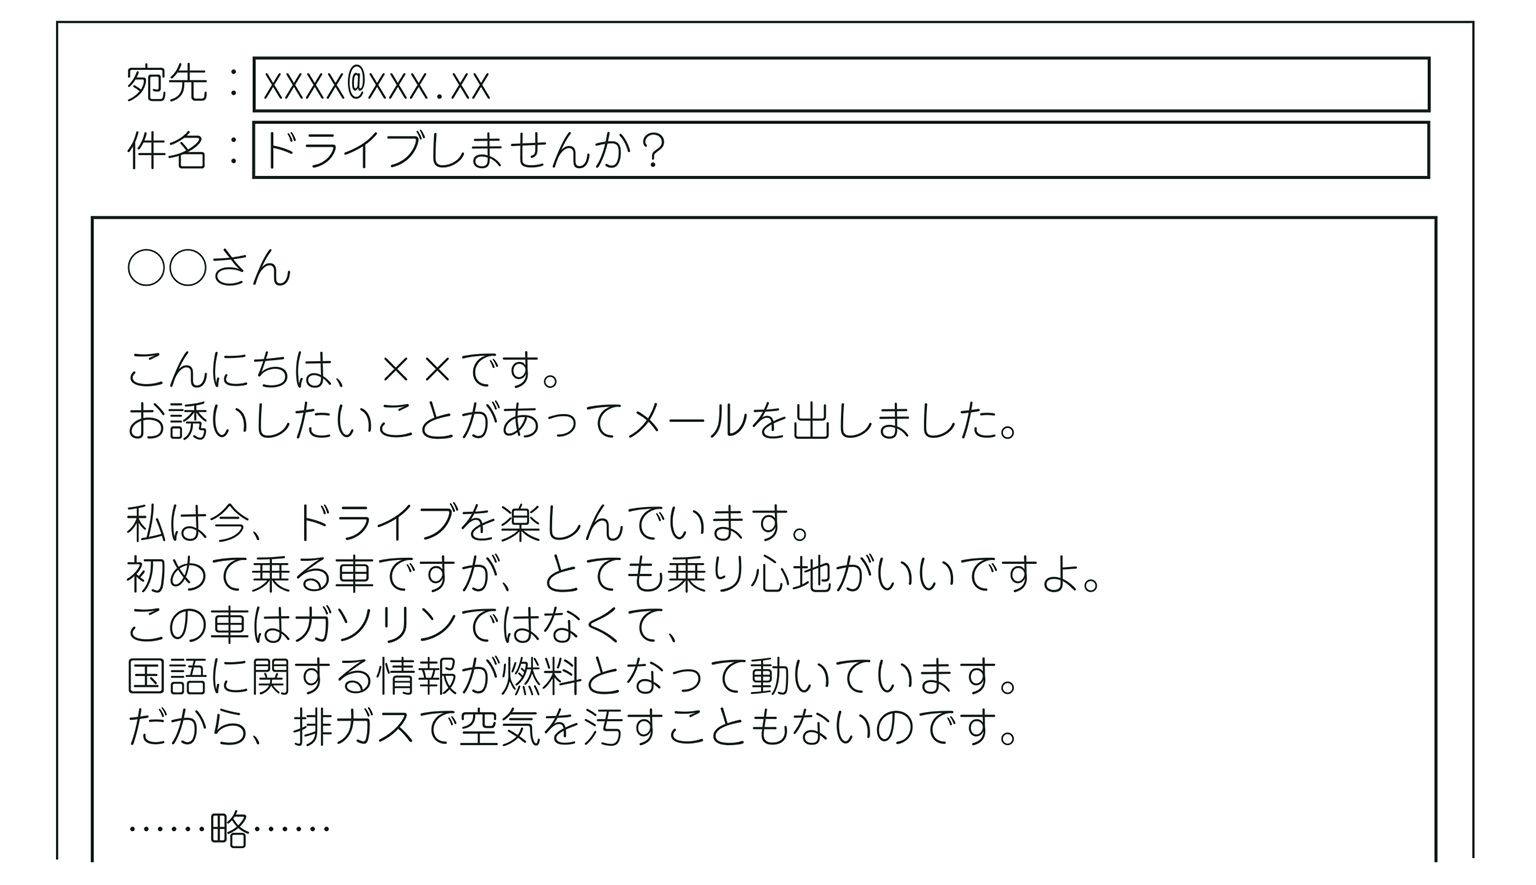 宛先：xxxx@xxx.xx
件名：ドライブしませんか？
○○さん
こんにちは、××です。
お誘いしたいことがあってメールを出しました。
私は今、ドライブを楽しんでいます。
初めて乗る車ですが、とても乗り心地がいいですよ。
この車はガソリンではなくて、
国語に関する情報が燃料となって動いています。
だから、排ガスで空気を汚すこともないのです。
……略……